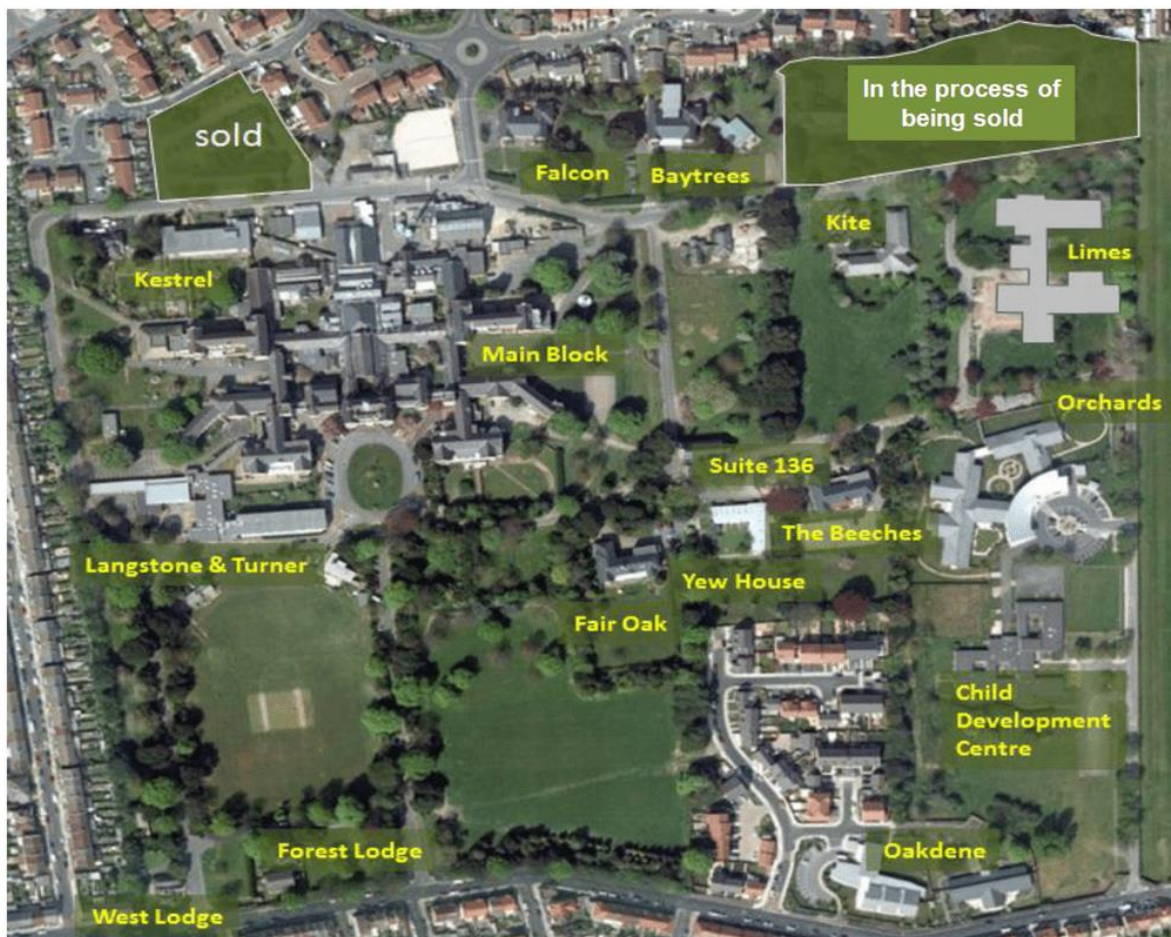 In the process of
being sold
sold
Falcon
Baytrees
Kite
Limes
Kestrel
Main Block
Orchards
Suite 136
The Beeches
Langstone & Turner
Yew House
Fair Oak
Child
Development
Centre
Forest Lodge
Oakdene
West Lodge